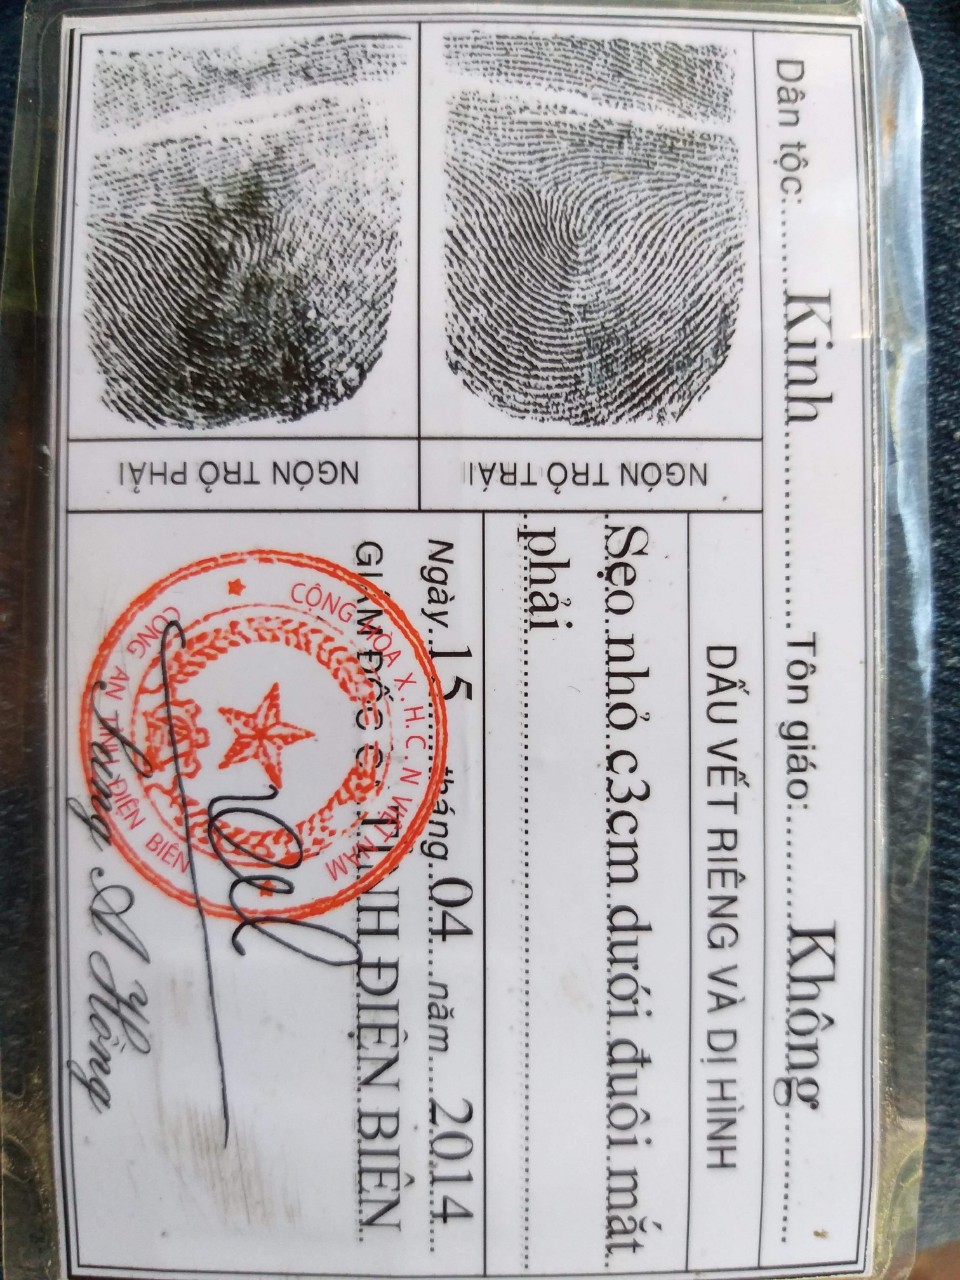 Dân tộc:......Kinh..................Tôn giáo:..........Không.............
NGÓN TRỎ TRÁI
NGÓN TRỎ PHẢI
DẤU VẾT RIÊNG VÀ DỊ HÌNH
Sẹo nhỏ c3cm dưới đuôi mắt
phải
Ngày..15.....tháng..04...năm...2014...
GIÁM ĐỐC CA TỈNH ĐIỆN BIÊN
CỘNG HÒA X.H.C.N VIỆT NAM
CÔNG AN TỈNH ĐIỆN BIÊN
Sùng A Hồng